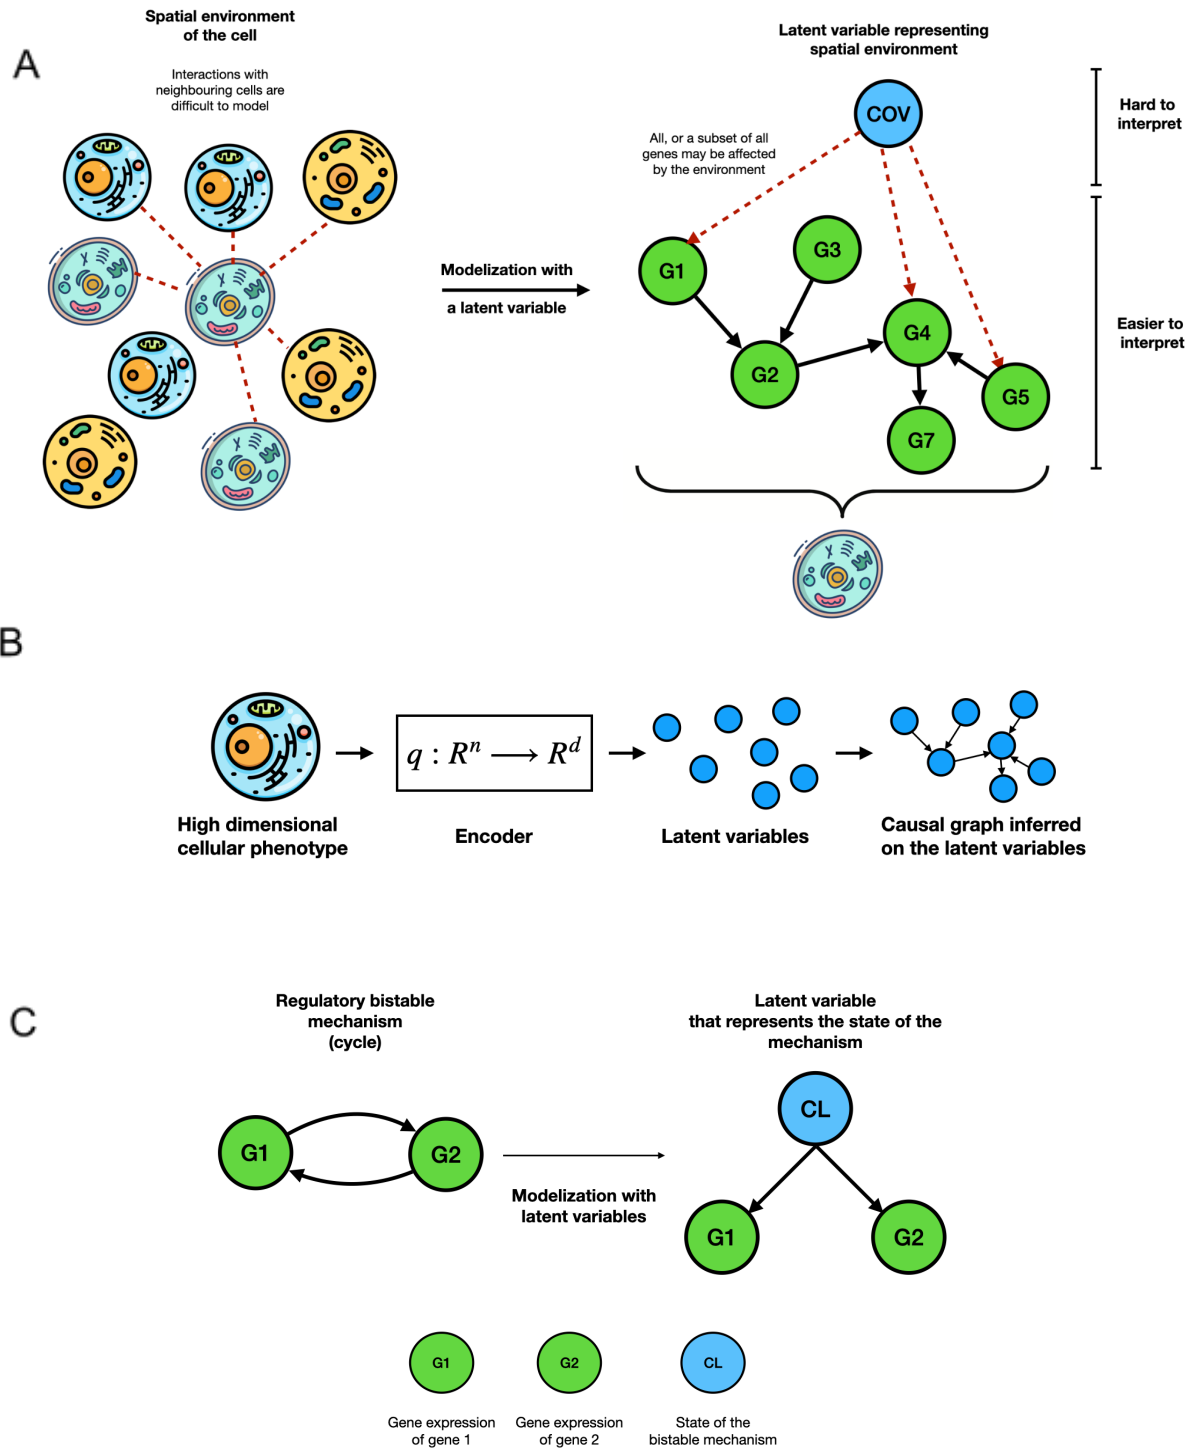 A
Spatial environment
of the cell
Interactions with
neighbouring cells are
difficult to model
Modelization with
a latent variable
Latent variable representing
spatial environment
COV
All, or a subset of all
genes may be affected
by the environment
G1
G3
G2
G4
G5
G7
Hard to
interpret
Easier to
interpret
B
q : Rⁿ ⟶ Rᵈ
High dimensional
cellular phenotype
Encoder
Latent variables
Causal graph inferred
on the latent variables
C
Regulatory bistable
mechanism
(cycle)
G1
G2
Modelization with
latent variables
Latent variable
that represents the state of the
mechanism
CL
G1
G2
G1
G2
CL
Gene expression
of gene 1
Gene expression
of gene 2
State of the
bistable mechanism